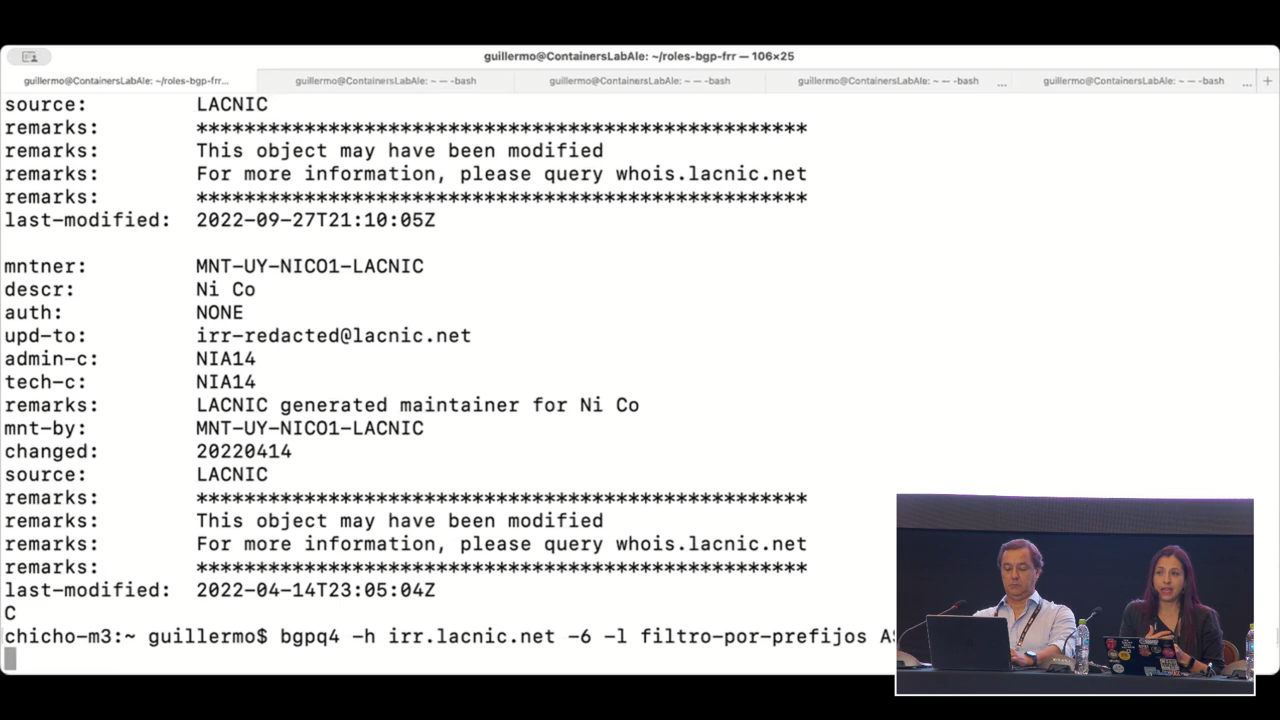 guillermo@ContainersLabAle: ~/roles-bgp-frr — 106×25
guillermo@ContainersLabAle: ~/roles-bgp-frr... guillermo@ContainersLabAle: ~ — -bash guillermo@ContainersLabAle: ~ — -bash guillermo@ContainersLabAle: ~ — -bash ... guillermo@ContainersLabAle: ~ — -bash ... +
source: LACNIC
remarks: ***************************************************
remarks: This object may have been modified
remarks: For more information, please query whois.lacnic.net
remarks: ***************************************************
last-modified: 2022-09-27T21:10:05Z
mntner: MNT-UY-NICO1-LACNIC
descr: Ni Co
auth: NONE
upd-to: irr-redacted@lacnic.net
admin-c: NIA14
tech-c: NIA14
remarks: LACNIC generated maintainer for Ni Co
mnt-by: MNT-UY-NICO1-LACNIC
changed: 20220414
source: LACNIC
remarks: ***************************************************
remarks: This object may have been modified
remarks: For more information, please query whois.lacnic.net
remarks: ***************************************************
last-modified: 2022-04-14T23:05:04Z
C
chicho-m3:~ guillermo$ bgpq4 -h irr.lacnic.net -6 -l filtro-por-prefijos